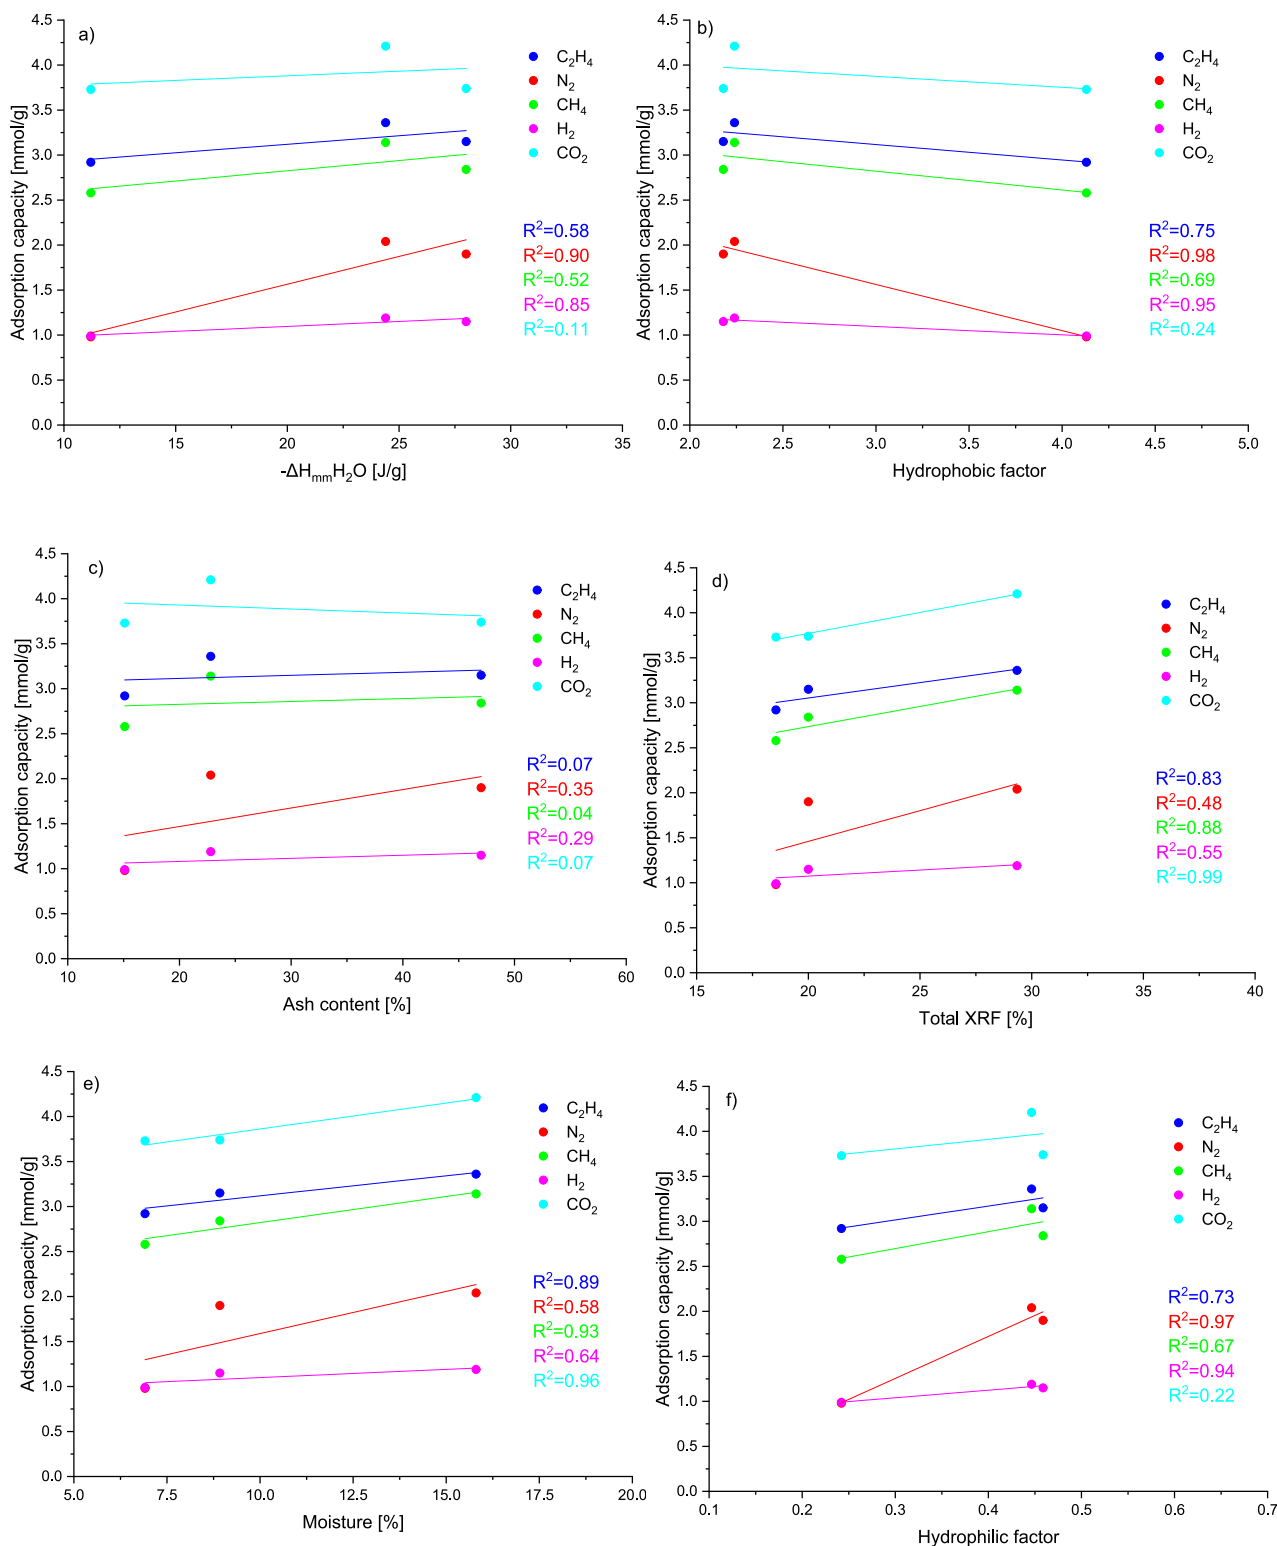 a)
4.5
4.0
3.5
3.0
2.5
2.0
1.5
1.0
0.5
0.0
Adsorption capacity [mmol/g]
C₂H₄
N₂
CH₄
H₂
CO₂
R²=0.58
R²=0.90
R²=0.52
R²=0.85
R²=0.11
10 15 20 25 30 35
-ΔHₘₘH₂O [J/g]
b)
4.5
4.0
3.5
3.0
2.5
2.0
1.5
1.0
0.5
0.0
Adsorption capacity [mmol/g]
C₂H₄
N₂
CH₄
H₂
CO₂
R²=0.75
R²=0.98
R²=0.69
R²=0.95
R²=0.24
2.0 2.5 3.0 3.5 4.0 4.5 5.0
Hydrophobic factor
c)
4.5
4.0
3.5
3.0
2.5
2.0
1.5
1.0
0.5
0.0
Adsorption capacity [mmol/g]
C₂H₄
N₂
CH₄
H₂
CO₂
R²=0.07
R²=0.35
R²=0.04
R²=0.29
R²=0.07
10 20 30 40 50 60
Ash content [%]
d)
4.5
4.0
3.5
3.0
2.5
2.0
1.5
1.0
0.5
0.0
Adsorption capacity [mmol/g]
C₂H₄
N₂
CH₄
H₂
CO₂
R²=0.83
R²=0.48
R²=0.88
R²=0.55
R²=0.99
15 20 25 30 35 40
Total XRF [%]
e)
4.5
4.0
3.5
3.0
2.5
2.0
1.5
1.0
0.5
0.0
Adsorption capacity [mmol/g]
C₂H₄
N₂
CH₄
H₂
CO₂
R²=0.89
R²=0.58
R²=0.93
R²=0.64
R²=0.96
5.0 7.5 10.0 12.5 15.0 17.5 20.0
Moisture [%]
f)
4.5
4.0
3.5
3.0
2.5
2.0
1.5
1.0
0.5
0.0
Adsorption capacity [mmol/g]
C₂H₄
N₂
CH₄
H₂
CO₂
R²=0.73
R²=0.97
R²=0.67
R²=0.94
R²=0.22
0.1 0.2 0.3 0.4 0.5 0.6 0.7
Hydrophilic factor